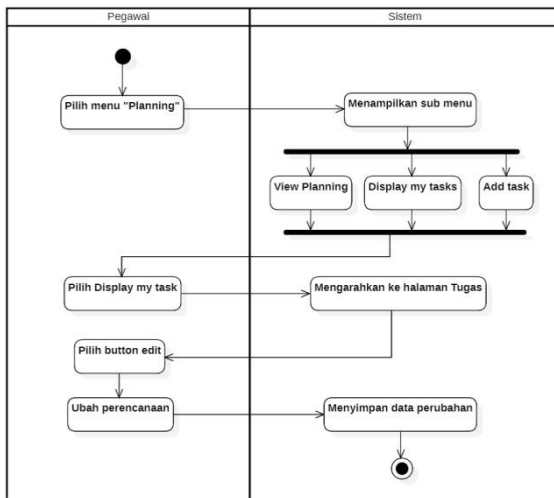 Pegawai
Sistem
Pilih menu "Planning"
Menampilkan sub menu
View Planning
Display my tasks
Add task
Pilih Display my task
Mengarahkan ke halaman Tugas
Pilih button edit
Ubah perencanaan
Menyimpan data perubahan